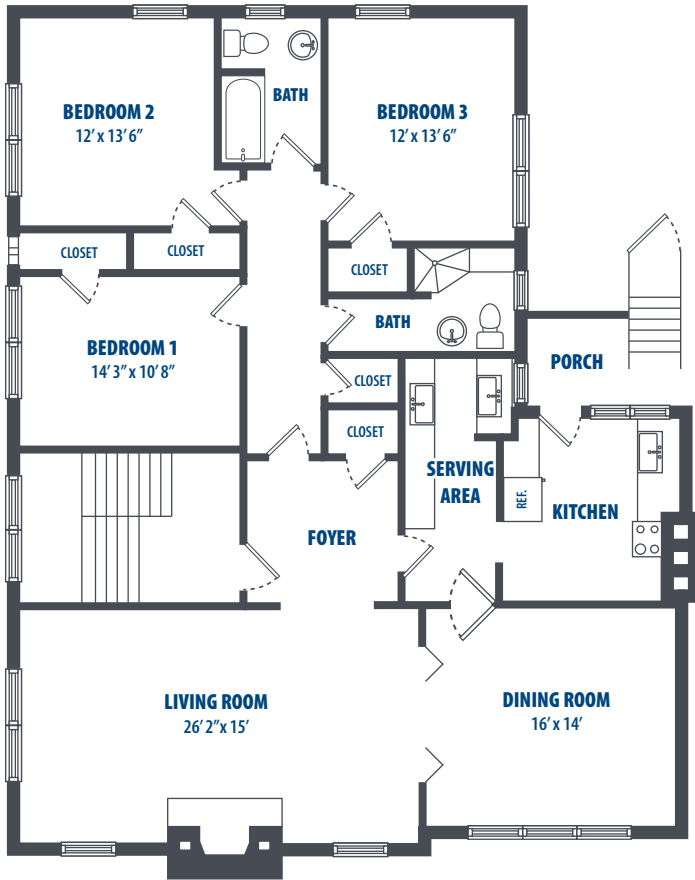 BEDROOM 2
12’ x 13’ 6”
BATH
BEDROOM 3
12’ x 13’ 6”
CLOSET
CLOSET
CLOSET
BATH
BEDROOM 1
14’ 3” x 10’ 8”
PORCH
CLOSET
CLOSET
SERVING
AREA
REF.
KITCHEN
FOYER
LIVING ROOM
26’ 2”x 15’
DINING ROOM
16’ x 14’